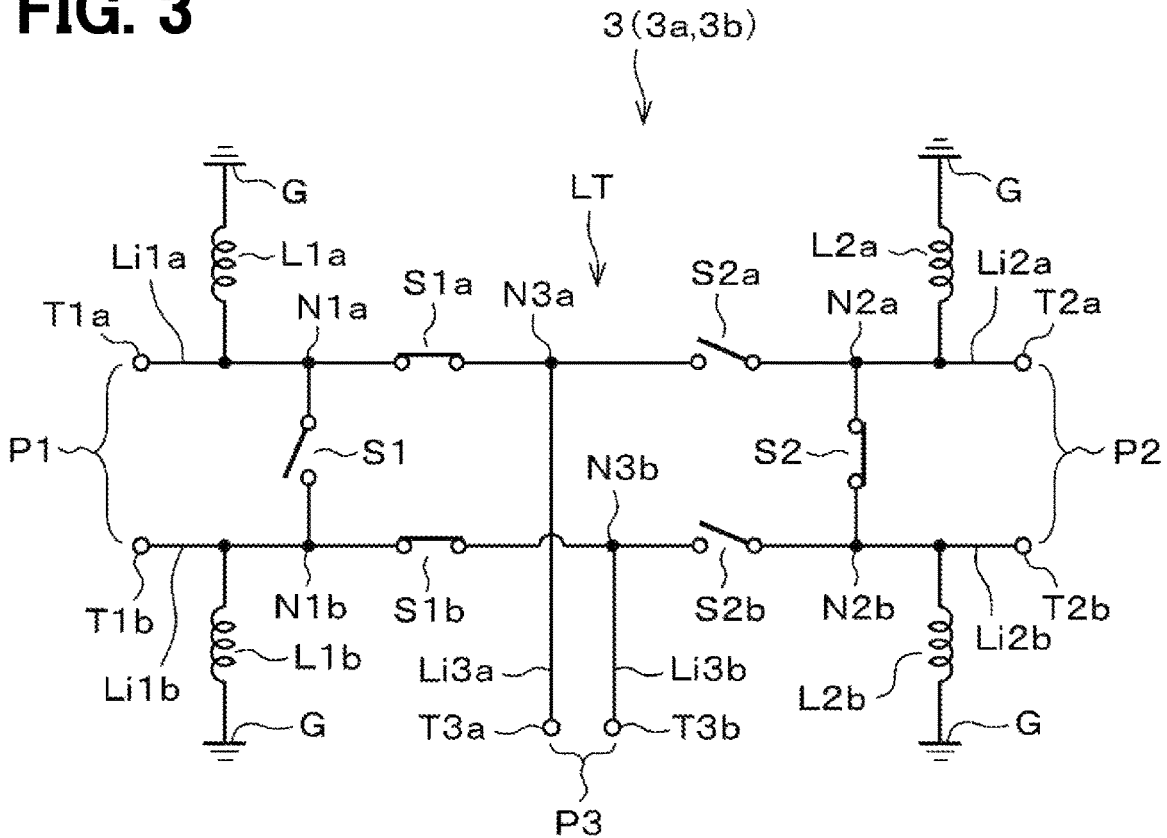 FIG. 3
3(3a,3b)
G
LT
G
Li1a
L1a
L2a
Li2a
S1a
S2a
T1a
N1a
N3a
N2a
T2a
P1
S1
S2
P2
N3b
T1b
N1b
S1b
S2b
N2b
T2b
Li1b
L1b
Li3a
Li3b
L2b
Li2b
G
T3a
T3b
G
P3